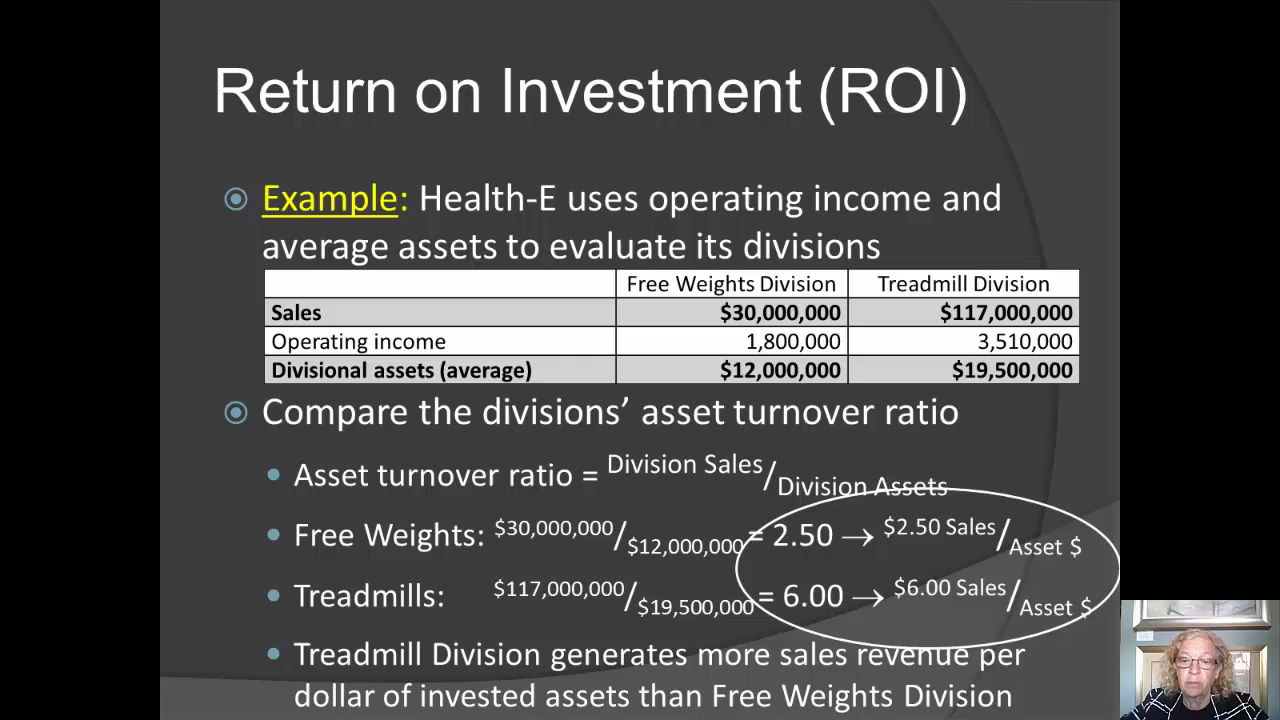 Return on Investment (ROI)
Example: Health-E uses operating income and
average assets to evaluate its divisions
Free Weights Division Treadmill Division
Sales $30,000,000 $117,000,000
Operating income 1,800,000 3,510,000
Divisional assets (average) $12,000,000 $19,500,000
Compare the divisions’ asset turnover ratio
Asset turnover ratio = Division Sales/Division Assets
Free Weights: $30,000,000/$12,000,000 = 2.50 → $2.50 Sales/Asset $
Treadmills: $117,000,000/$19,500,000 = 6.00 → $6.00 Sales/Asset $
Treadmill Division generates more sales revenue per
dollar of invested assets than Free Weights Division